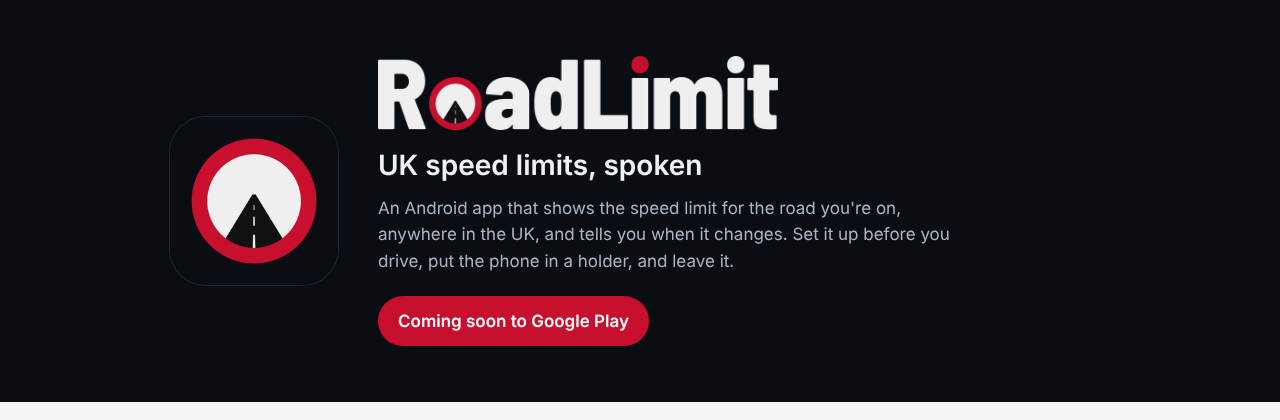 RoadLimit
UK speed limits, spoken
An Android app that shows the speed limit for the road you're on,
anywhere in the UK, and tells you when it changes. Set it up before you
drive, put the phone in a holder, and leave it.
Coming soon to Google Play